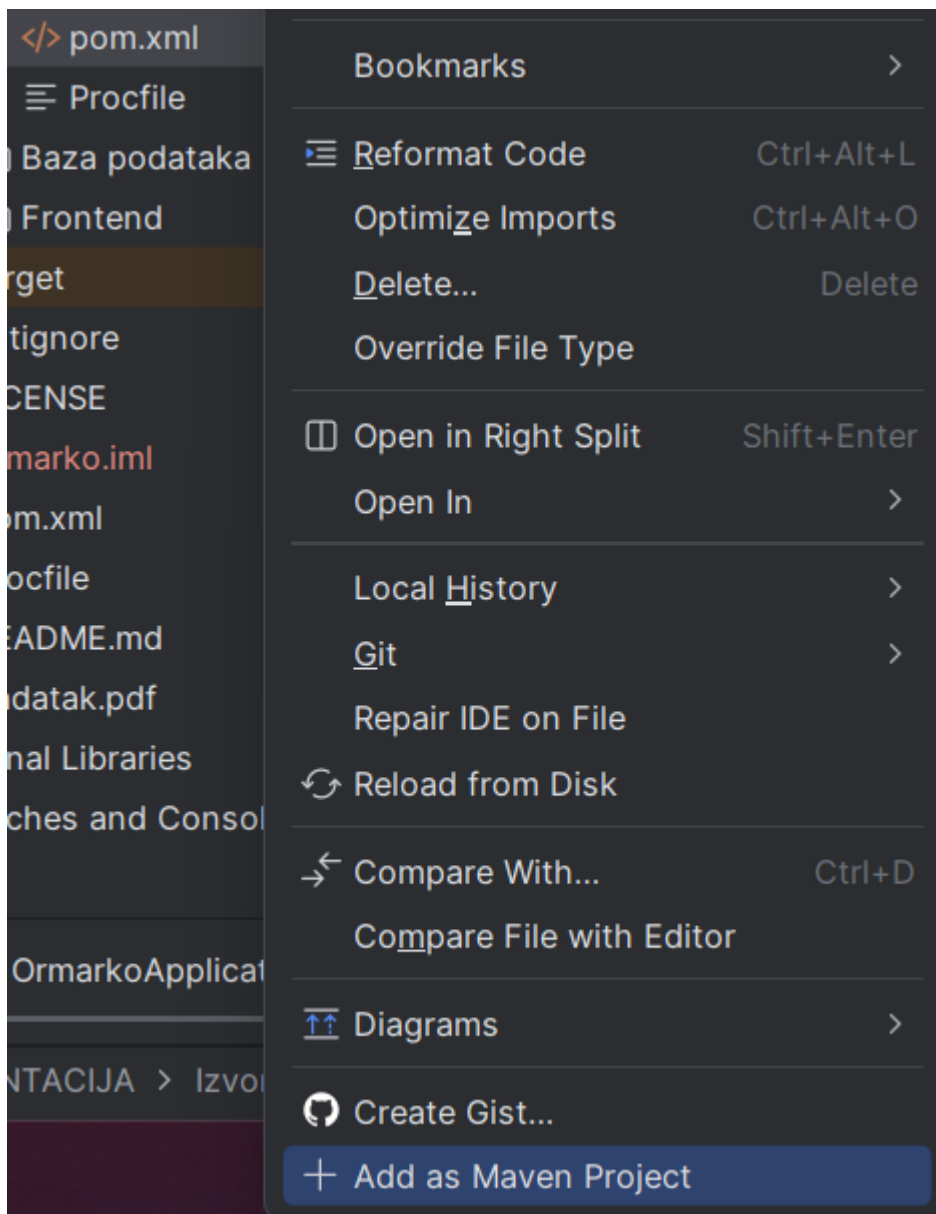 pom.xml
Procfile
Baza podataka
Frontend
rget
tignore
CENSE
marko.iml
om.xml
ocfile
EADME.md
datak.pdf
nal Libraries
ches and Consol
OrmarkoApplicat
NTACIJA > Izvo
Bookmarks
Reformat Code Ctrl+Alt+L
Optimize Imports Ctrl+Alt+O
Delete... Delete
Override File Type
Open in Right Split Shift+Enter
Open In
Local History
Git
Repair IDE on File
Reload from Disk
Compare With... Ctrl+D
Compare File with Editor
Diagrams
Create Gist...
Add as Maven Project